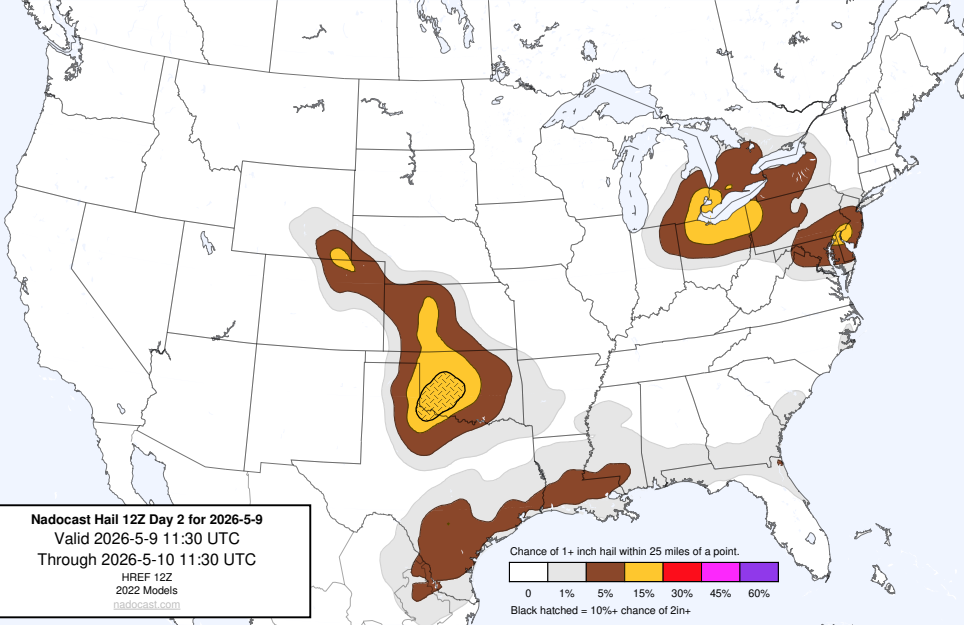 Nadocast Hail 12Z Day 2 for 2026-5-9
Valid 2026-5-9 11:30 UTC
Through 2026-5-10 11:30 UTC
HREF 12Z
2022 Models
nadocast.com
Chance of 1+ inch hail within 25 miles of a point.
0 1% 5% 15% 30% 45% 60%
Black hatched = 10%+ chance of 2in+